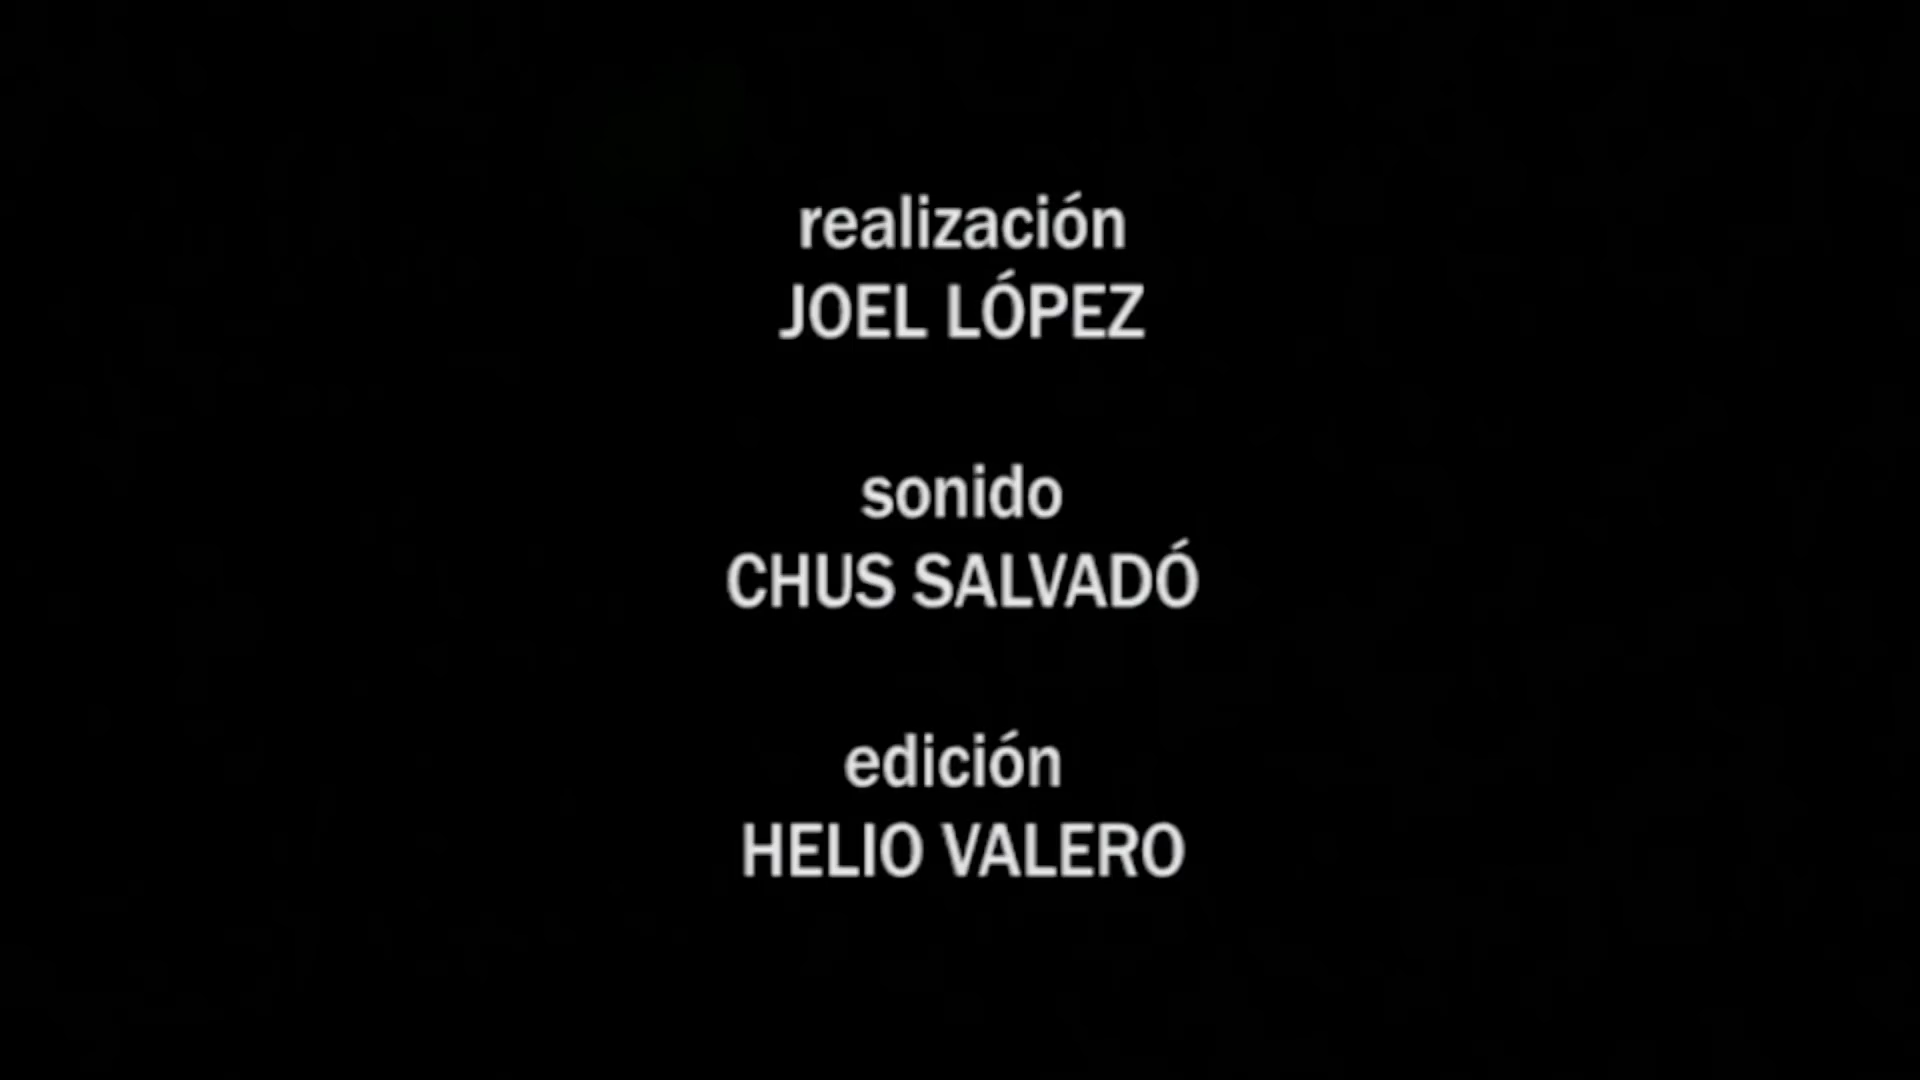 realización
JOEL LÓPEZ
sonido
CHUS SALVADÓ
edición
HELIO VALERO